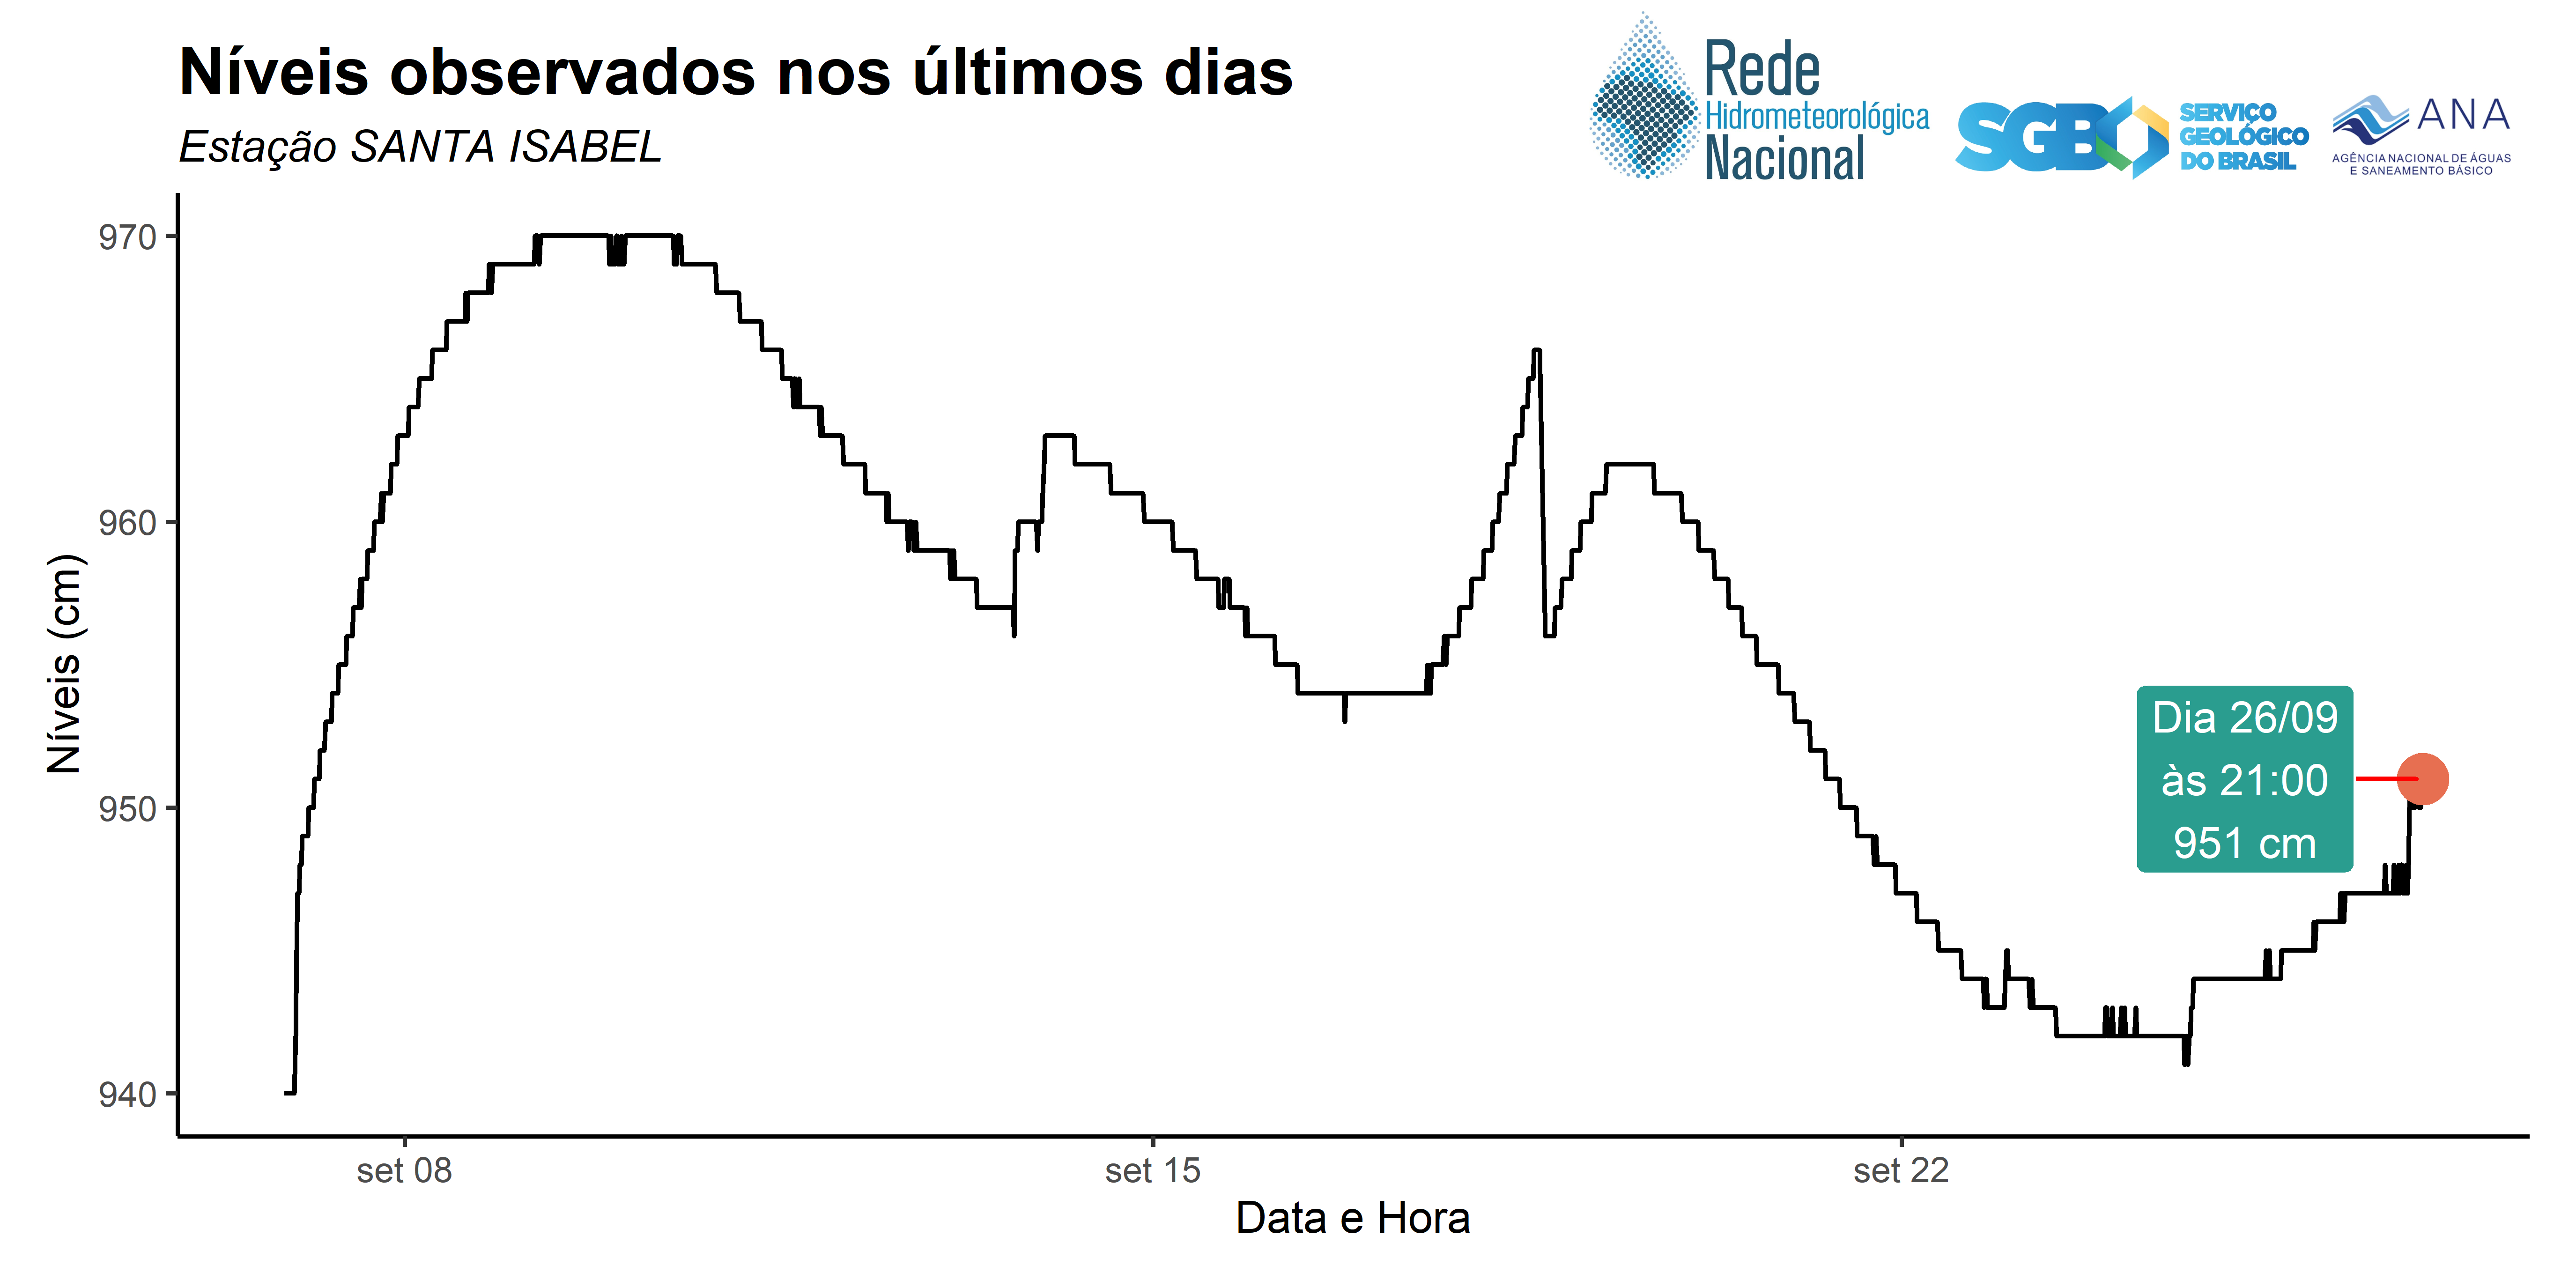 Níveis observados nos últimos dias
Estação SANTA ISABEL
Rede
Hidrometeorológica
Nacional
SGB
SERVIÇO
GEOLÓGICO
DO BRASIL
ANA
AGÊNCIA NACIONAL DE ÁGUAS
E SANEAMENTO BÁSICO
Níveis (cm)
970
960
950
940
Dia 26/09
às 21:00
951 cm
set 08
set 15
set 22
Data e Hora